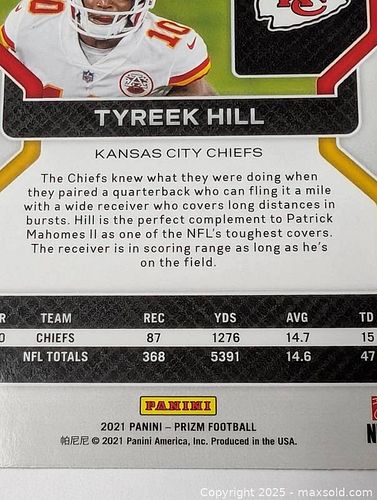 10
10
TYREEK HILL
KANSAS CITY CHIEFS
The Chiefs knew what they were doing when
they paired a quarterback who can fling it a mile
with a wide receiver who covers long distances in
bursts. Hill is the perfect complement to Patrick
Mahomes II as one of the NFL's toughest covers.
The receiver is in scoring range as long as he's
on the field.
R TEAM REC YDS AVG TD
0 CHIEFS 87 1276 14.7 15
NFL TOTALS 368 5391 14.6 47
PANINI
2021 PANINI – PRIZM FOOTBALL
帕尼尼 © 2021 Panini America, Inc. Produced in the USA.
Copyright 2025 - maxsold.com